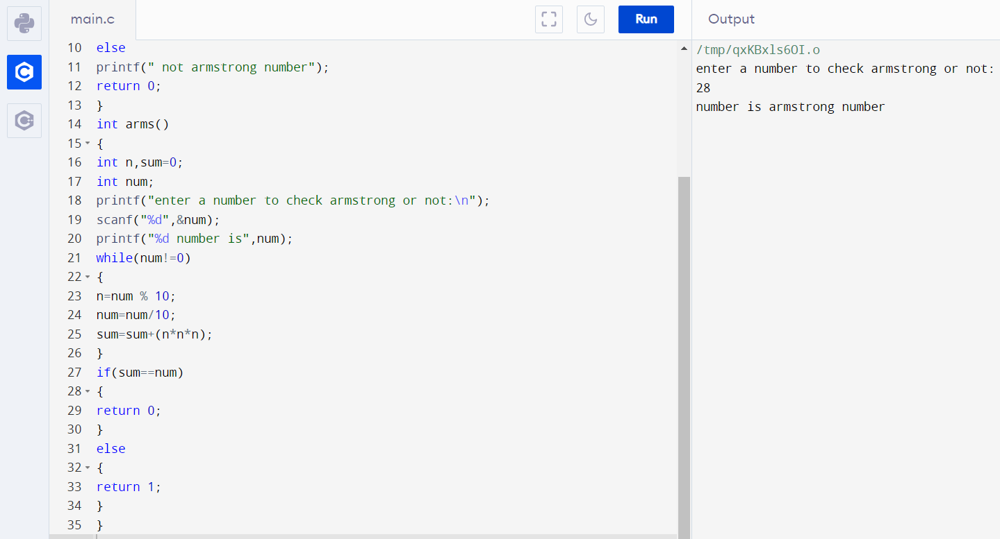 main.c
Run
Output
10 else
11 printf(" not armstrong number");
12 return 0;
13 }
14 int arms()
15 {
16 int n,sum=0;
17 int num;
18 printf("enter a number to check armstrong or not:\n");
19 scanf("%d",&num);
20 printf("%d number is",num);
21 while(num!=0)
22 {
23 n=num % 10;
24 num=num/10;
25 sum=sum+(n*n*n);
26 }
27 if(sum==num)
28 {
29 return 0;
30 }
31 else
32 {
33 return 1;
34 }
35 }
/tmp/qxKBxls6OI.o
enter a number to check armstrong or not:
28
number is armstrong number